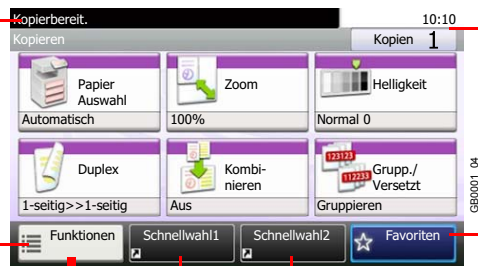 Kopierbereit.
10:10
Kopieren
Kopien 1
Papier
Auswahl
Automatisch
Zoom
100%
Helligkeit
Normal 0
Duplex
1-seitig>>1-seitig
Kombi-
nieren
Aus
123123
112233
Grupp./
Versetzt
Gruppieren
GB0001_04
Funktionen
Schnellwahl1
Schnellwahl2
Favoriten